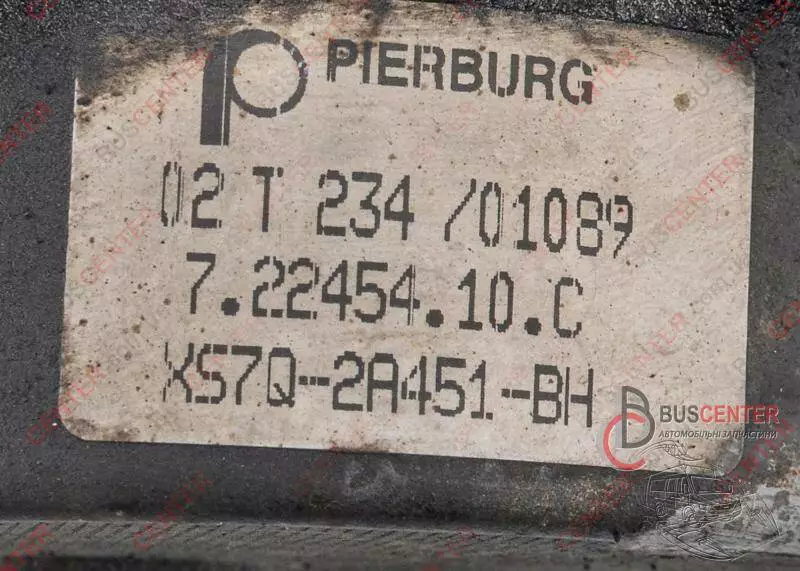 PIERBURG
02 T 234 /01089
7.22454.10.C
XS7Q-2A451-BH
BUSCENTER
АВТОМОБІЛЬНІ ЗАПЧАСТИНИ